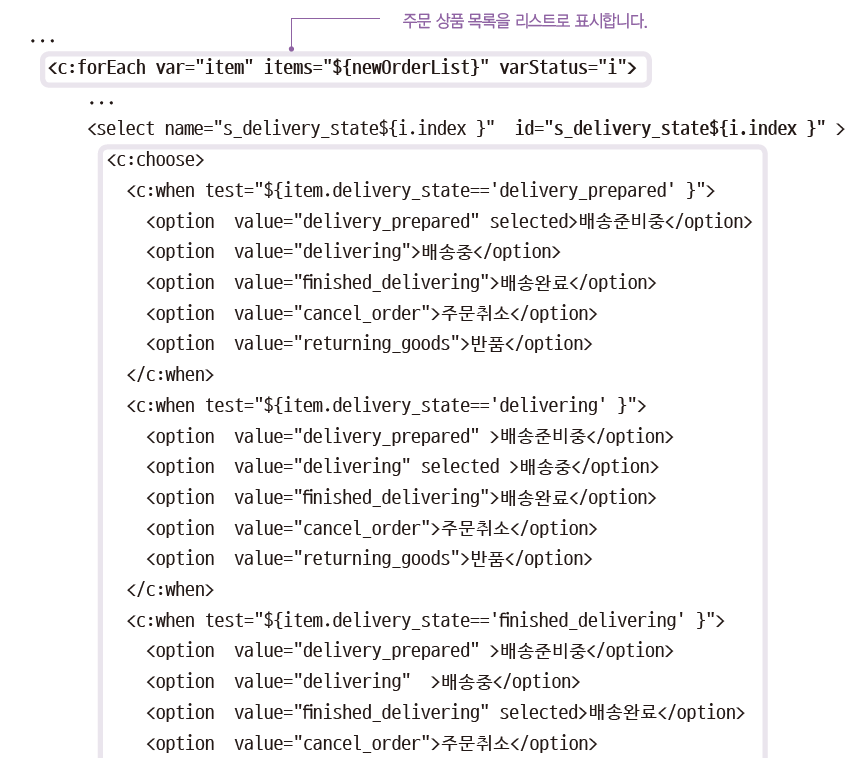 주문 상품 목록을 리스트로 표시합니다.
...
<c:forEach var="item" items="${newOrderList}" varStatus="i">
...
<select name="s_delivery_state${i.index }"  id="s_delivery_state${i.index }" >
<c:choose>
<c:when test="${item.delivery_state=='delivery_prepared' }">
<option  value="delivery_prepared" selected>배송준비중</option>
<option  value="delivering">배송중</option>
<option  value="finished_delivering">배송완료</option>
<option  value="cancel_order">주문취소</option>
<option  value="returning_goods">반품</option>
</c:when>
<c:when test="${item.delivery_state=='delivering' }">
<option  value="delivery_prepared" >배송준비중</option>
<option  value="delivering" selected >배송중</option>
<option  value="finished_delivering">배송완료</option>
<option  value="cancel_order">주문취소</option>
<option  value="returning_goods">반품</option>
</c:when>
<c:when test="${item.delivery_state=='finished_delivering' }">
<option  value="delivery_prepared" >배송준비중</option>
<option  value="delivering"  >배송중</option>
<option  value="finished_delivering" selected>배송완료</option>
<option  value="cancel_order">주문취소</option>